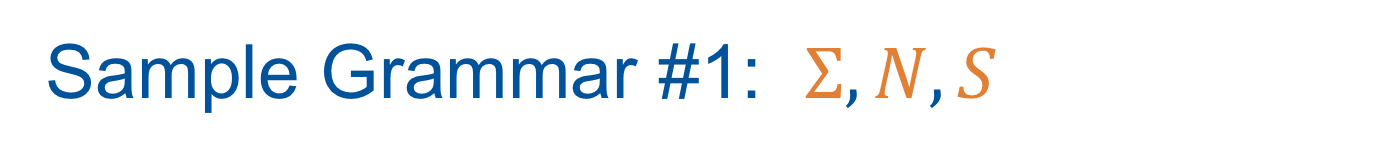 Sample Grammar #1: Σ, N, S